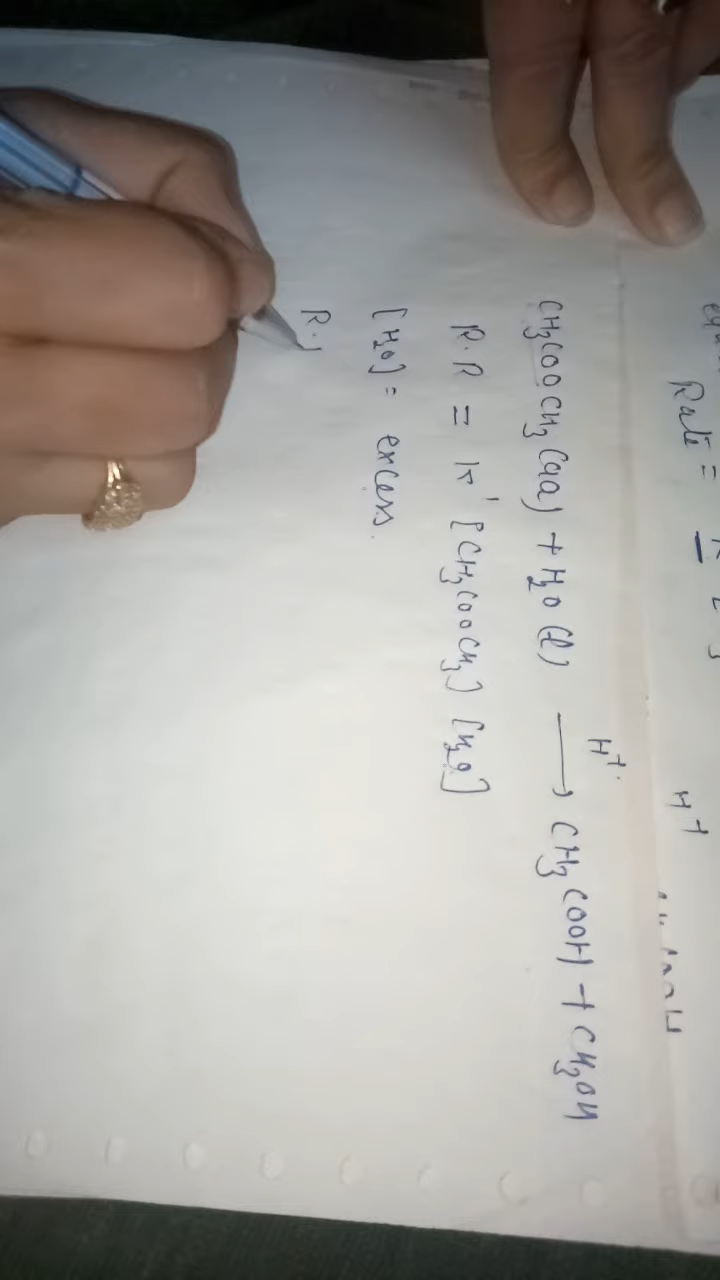 Rate =
H+
H+.
CH3COOCH3 (aq) + H2O (l) ⟶ CH3COOH + CH3OH
R.R = K' [CH3COOCH3] [H2O]
[H2O] = excess.
R.